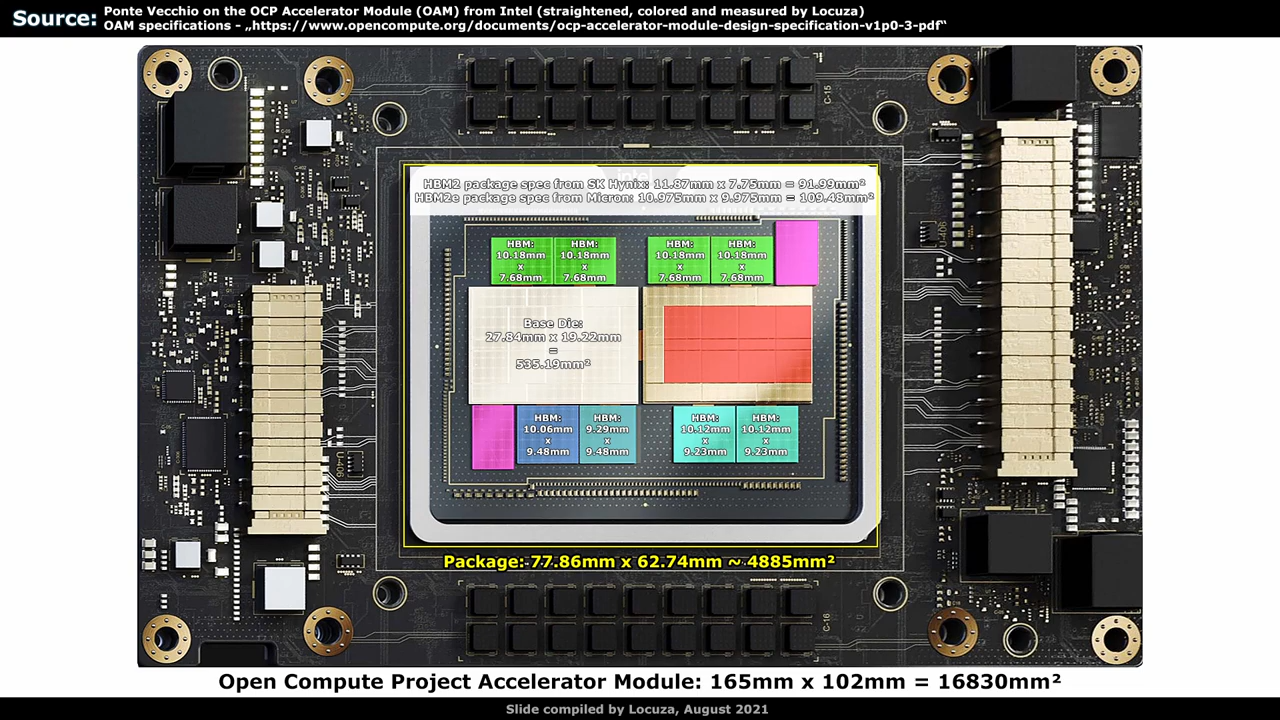 Source:
Ponte Vecchio on the OCP Accelerator Module (OAM) from Intel (straightened, colored and measured by Locuza)
OAM specifications - „https://www.opencompute.org/documents/ocp-accelerator-module-design-specification-v1p0-3-pdf“
C-15
intel
HBM2 package spec from SK Hynix: 11.87mm x 7.75mm = 91.99mm²
HBM2e package spec from Micron: 10.975mm x 9.975mm = 109.48mm²
U-406
HBM:
10.18mm
x
7.68mm
HBM:
10.18mm
x
7.68mm
HBM:
10.18mm
x
7.68mm
HBM:
10.18mm
x
7.68mm
Base Die:
27.84mm x 19.22mm
=
535.19mm²
HBM:
10.06mm
x
9.48mm
HBM:
9.29mm
x
9.48mm
HBM:
10.12mm
x
9.23mm
HBM:
10.12mm
x
9.23mm
U-406
Package: 77.86mm x 62.74mm ~ 4885mm²
C-16
Open Compute Project Accelerator Module: 165mm x 102mm = 16830mm²
Slide compiled by Locuza, August 2021